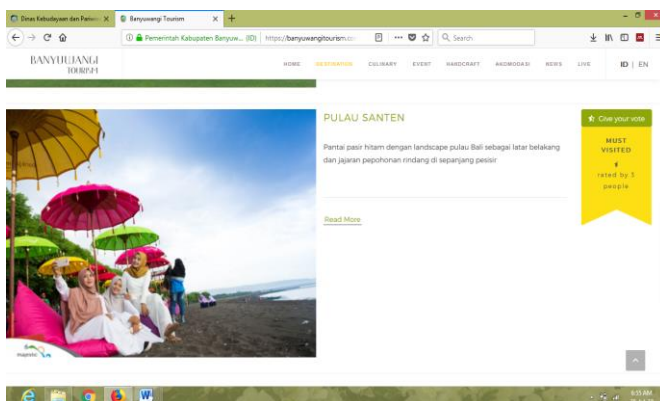 Dinas Kebudayaan dan Pariwis
Banyuwangi Tourism
Pemerintah Kabupaten Banyuw... (ID)
https://banyuwangitourism.co
Search
BANYUWANGI
TOURISM
HOME
DESTINATION
CULINARY
EVENT
HANDCRAFT
AKOMODASI
NEWS
LIVE
ID | EN
PULAU SANTEN
Pantai pasir hitam dengan landscape pulau Bali sebagai latar belakang
dan jajaran pepohonan rindang di sepanjang pesisir
Read More
Give your vote
MUST
VISITED
rated by 3
people
majestic
6:55 AM